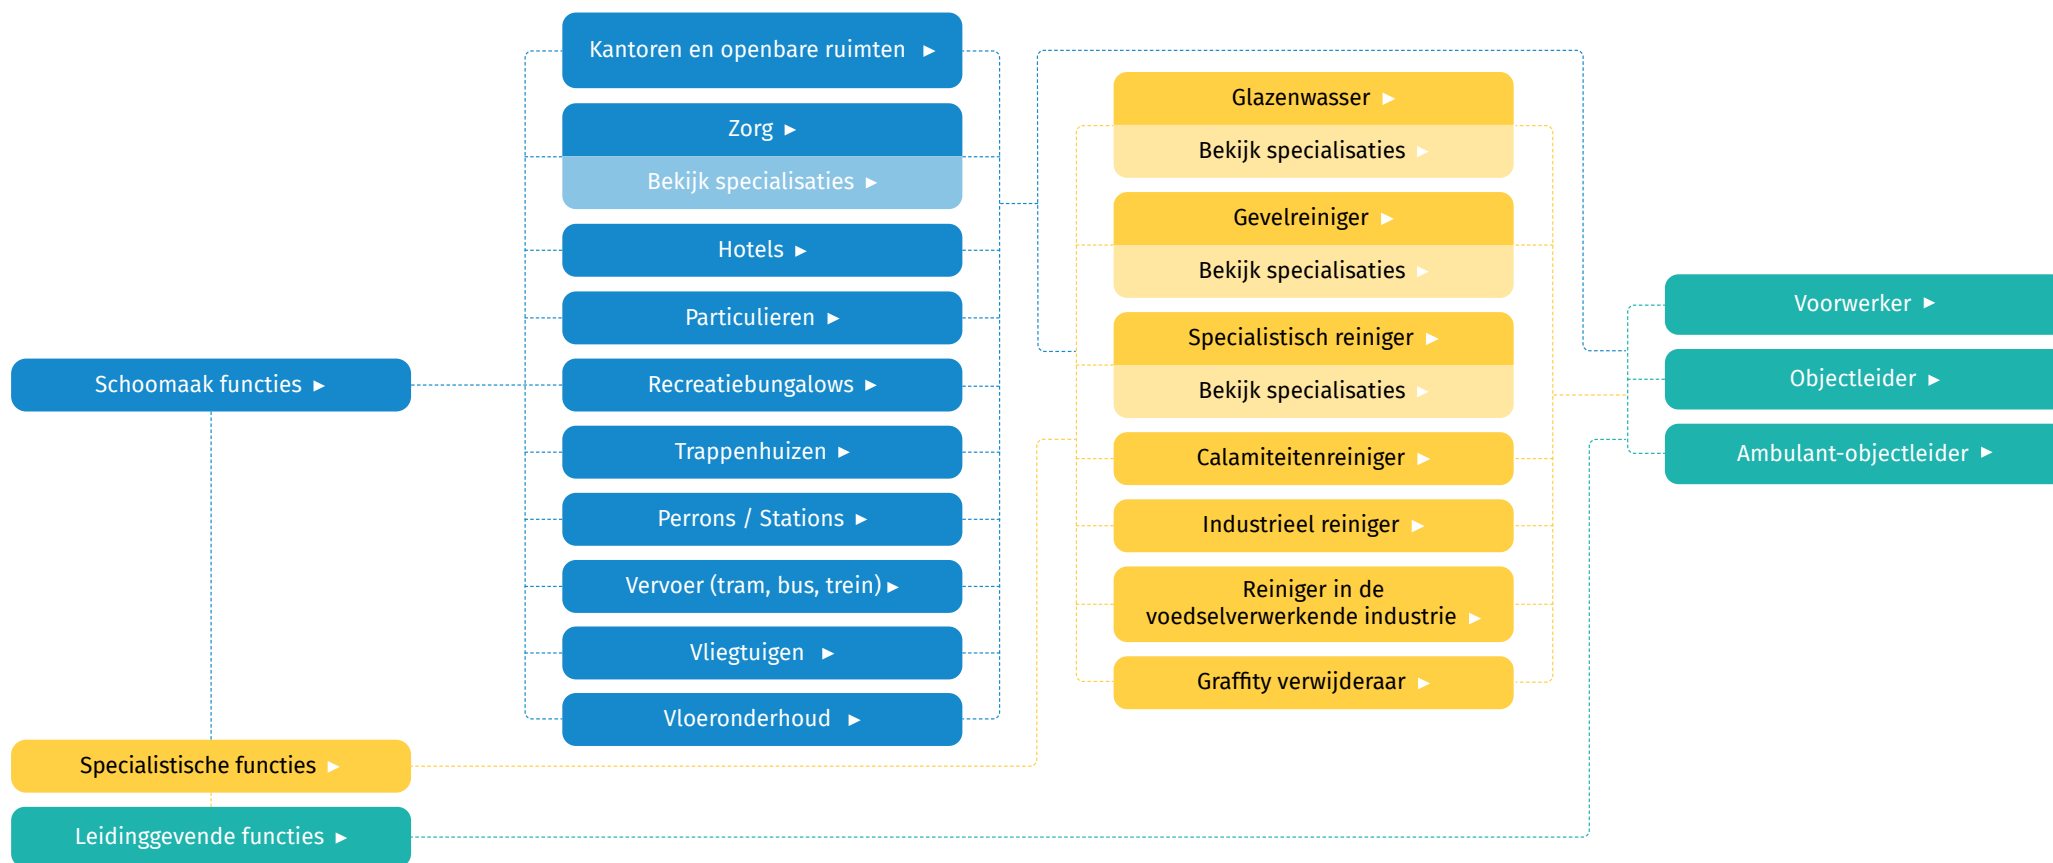 Kantoren en openbare ruimten ►
Zorg ►
Bekijk specialisaties ►
Hotels ►
Particulieren ►
Recreatiebungalows ►
Trappenhuizen ►
Perrons / Stations ►
Vervoer (tram, bus, trein) ►
Vliegtuigen ►
Vloeronderhoud ►
Schoomaak functies ►
Specialistische functies ►
Leidinggevende functies ►
Glazenwasser ►
Bekijk specialisaties ►
Gevelreiniger ►
Bekijk specialisaties ►
Specialistisch reiniger ►
Bekijk specialisaties ►
Calamiteitenreiniger ►
Industrieel reiniger ►
Reiniger in de
voedselverwerkende industrie ►
Graffity verwijderaar ►
Voorwerker ►
Objectleider ►
Ambulant-objectleider ►